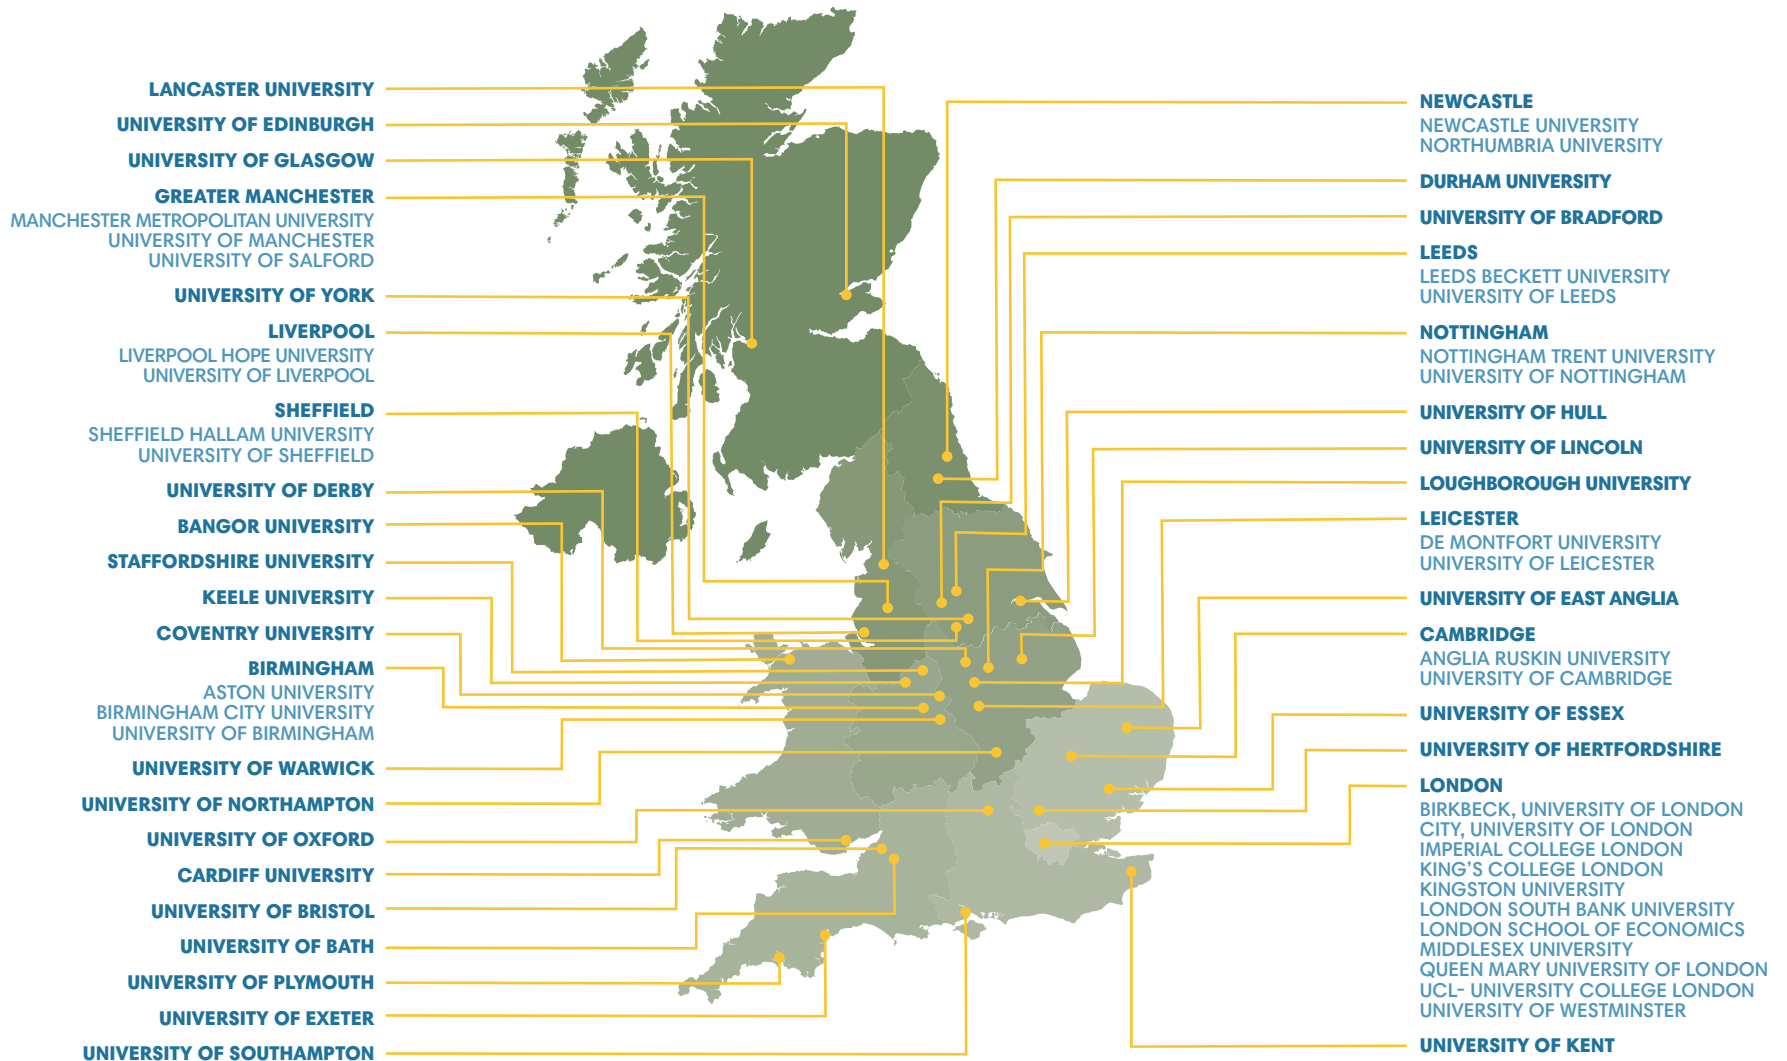 LANCASTER UNIVERSITY
UNIVERSITY OF EDINBURGH
UNIVERSITY OF GLASGOW
GREATER MANCHESTER
MANCHESTER METROPOLITAN UNIVERSITY
UNIVERSITY OF MANCHESTER
UNIVERSITY OF SALFORD
UNIVERSITY OF YORK
LIVERPOOL
LIVERPOOL HOPE UNIVERSITY
UNIVERSITY OF LIVERPOOL
SHEFFIELD
SHEFFIELD HALLAM UNIVERSITY
UNIVERSITY OF SHEFFIELD
UNIVERSITY OF DERBY
BANGOR UNIVERSITY
STAFFORDSHIRE UNIVERSITY
KEELE UNIVERSITY
COVENTRY UNIVERSITY
BIRMINGHAM
ASTON UNIVERSITY
BIRMINGHAM CITY UNIVERSITY
UNIVERSITY OF BIRMINGHAM
UNIVERSITY OF WARWICK
UNIVERSITY OF NORTHAMPTON
UNIVERSITY OF OXFORD
CARDIFF UNIVERSITY
UNIVERSITY OF BRISTOL
UNIVERSITY OF BATH
UNIVERSITY OF PLYMOUTH
UNIVERSITY OF EXETER
UNIVERSITY OF SOUTHAMPTON
NEWCASTLE
NEWCASTLE UNIVERSITY
NORTHUMBRIA UNIVERSITY
DURHAM UNIVERSITY
UNIVERSITY OF BRADFORD
LEEDS
LEEDS BECKETT UNIVERSITY
UNIVERSITY OF LEEDS
NOTTINGHAM
NOTTINGHAM TRENT UNIVERSITY
UNIVERSITY OF NOTTINGHAM
UNIVERSITY OF HULL
UNIVERSITY OF LINCOLN
LOUGHBOROUGH UNIVERSITY
LEICESTER
DE MONTFORT UNIVERSITY
UNIVERSITY OF LEICESTER
UNIVERSITY OF EAST ANGLIA
CAMBRIDGE
ANGLIA RUSKIN UNIVERSITY
UNIVERSITY OF CAMBRIDGE
UNIVERSITY OF ESSEX
UNIVERSITY OF HERTFORDSHIRE
LONDON
BIRKBECK, UNIVERSITY OF LONDON
CITY, UNIVERSITY OF LONDON
IMPERIAL COLLEGE LONDON
KING'S COLLEGE LONDON
KINGSTON UNIVERSITY
LONDON SOUTH BANK UNIVERSITY
LONDON SCHOOL OF ECONOMICS
MIDDLESEX UNIVERSITY
QUEEN MARY UNIVERSITY OF LONDON
UCL- UNIVERSITY COLLEGE LONDON
UNIVERSITY OF WESTMINSTER
UNIVERSITY OF KENT